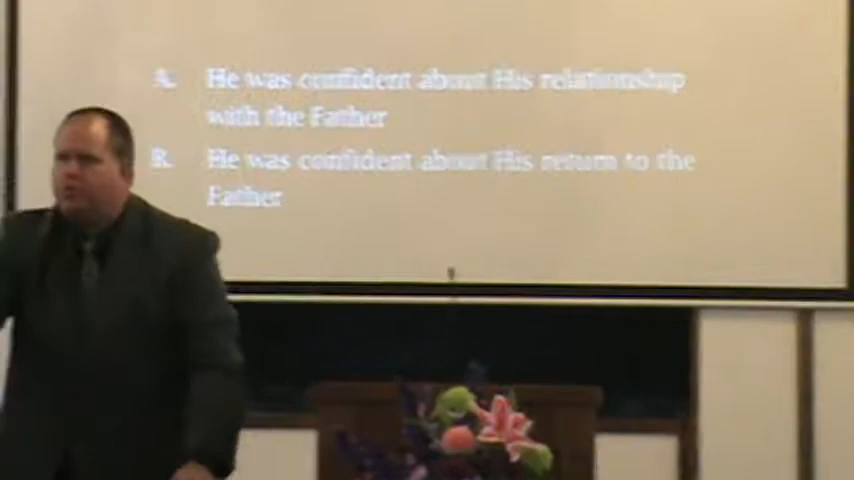 A. He was confident about His relationship
with the Father
B. He was confident about His return to the
Father